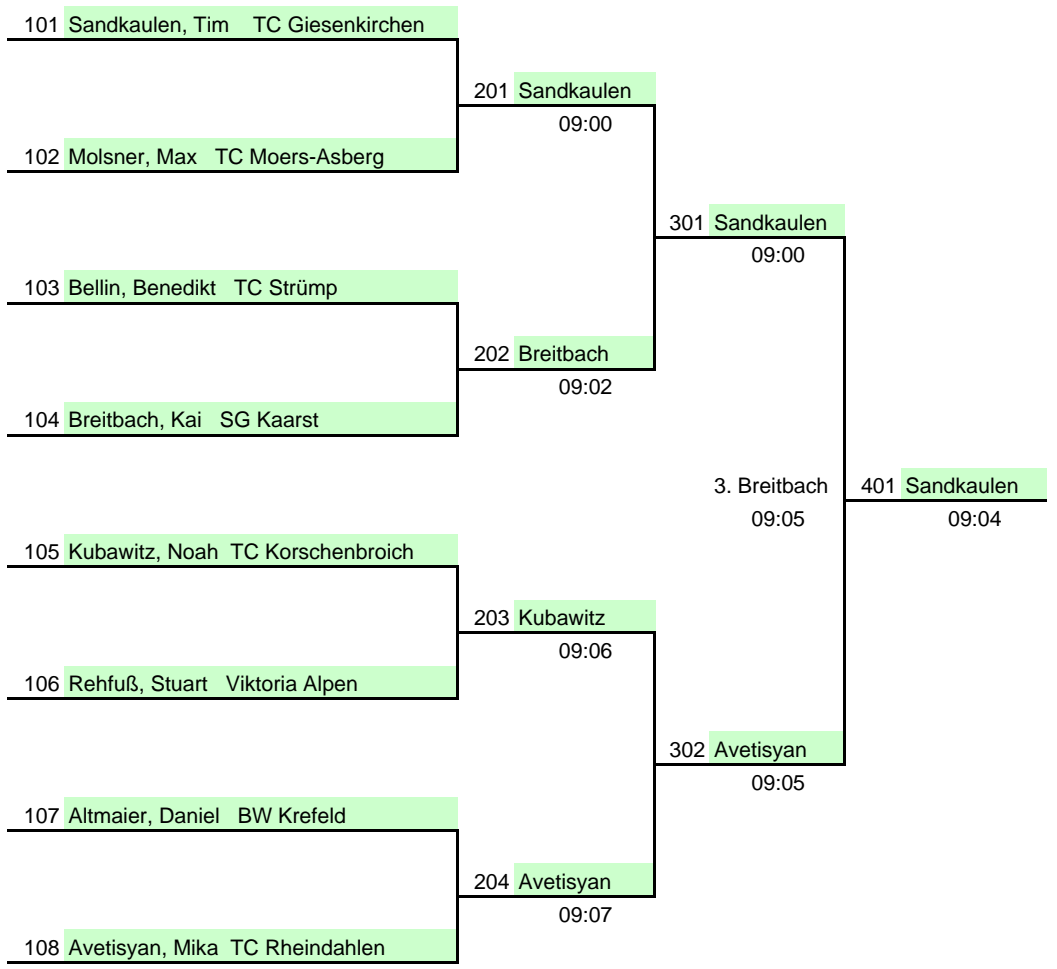 101 Sandkaulen, Tim TC Giesenkirchen
201 Sandkaulen
09:00
102 Molsner, Max TC Moers-Asberg
301 Sandkaulen
09:00
103 Bellin, Benedikt TC Strümp
202 Breitbach
09:02
104 Breitbach, Kai SG Kaarst
3. Breitbach 401 Sandkaulen
09:05 09:04
105 Kubawitz, Noah TC Korschenbroich
203 Kubawitz
09:06
106 Rehfuß, Stuart Viktoria Alpen
302 Avetisyan
09:05
107 Altmaier, Daniel BW Krefeld
204 Avetisyan
09:07
108 Avetisyan, Mika TC Rheindahlen